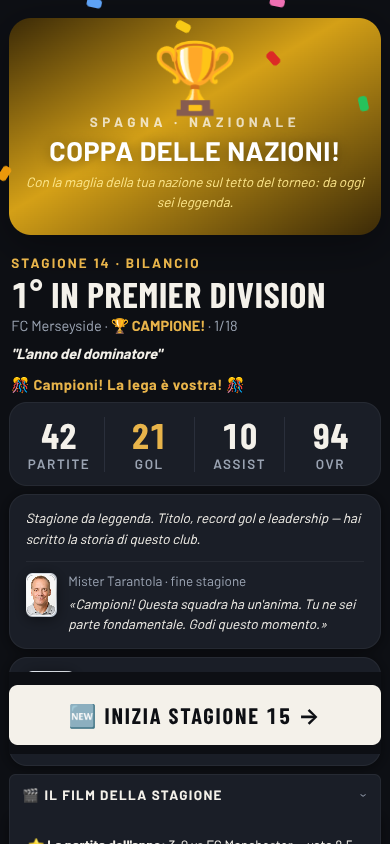 SPAGNA · NAZIONALE
COPPA DELLE NAZIONI!
Con la maglia della tua nazione sul tetto del torneo: da oggi
sei leggenda.
STAGIONE 14 · BILANCIO
1° IN PREMIER DIVISION
FC Merseyside · 🏆 CAMPIONE! · 1/18
"L'anno del dominatore"
🎊 Campioni! La lega è vostra! 🎊
42 21 10 94
PARTITE GOL ASSIST OVR
Stagione da leggenda. Titolo, record gol e leadership — hai
scritto la storia di questo club.
Mister Tarantola · fine stagione
«Campioni! Questa squadra ha un'anima. Tu ne sei
parte fondamentale. Godi questo momento.»
🆕 INIZIA STAGIONE 15 →
🎬 IL FILM DELLA STAGIONE